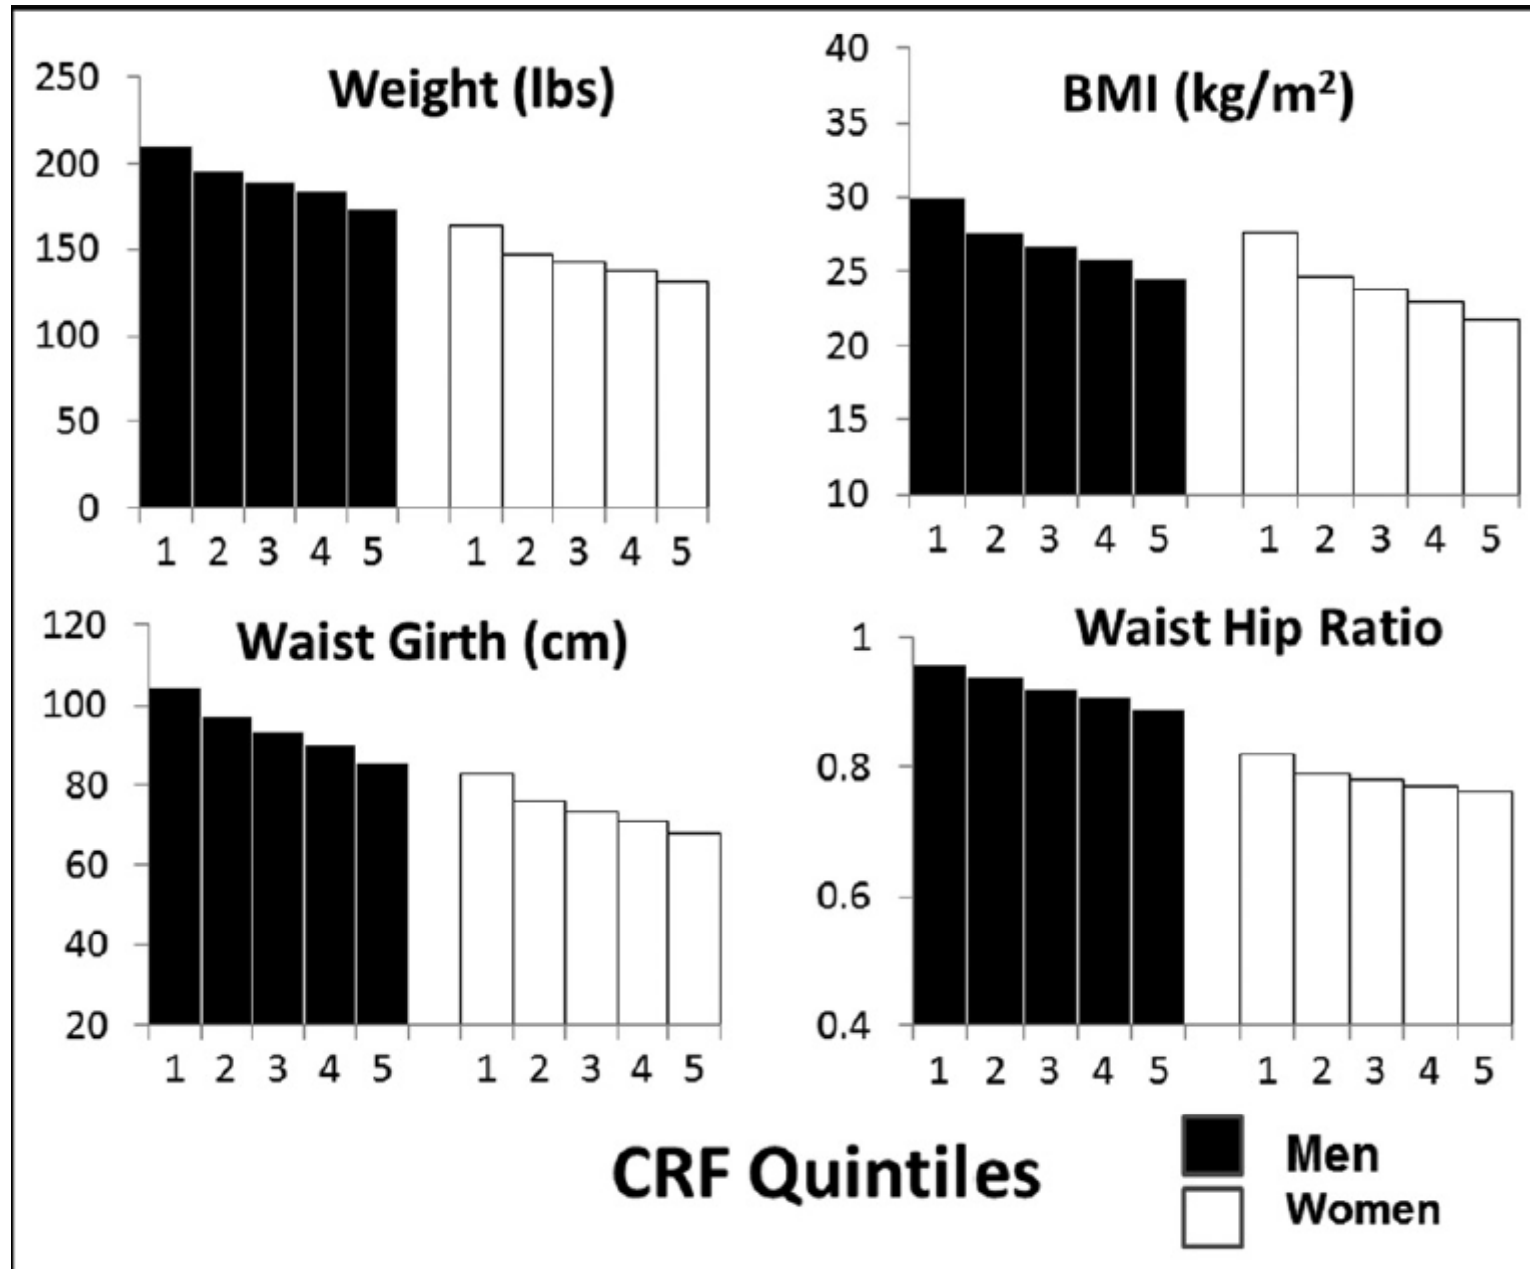 Weight (lbs)
250
200
150
100
50
0
1 2 3 4 5 1 2 3 4 5
BMI (kg/m²)
40
35
30
25
20
15
10
1 2 3 4 5 1 2 3 4 5
Waist Girth (cm)
120
100
80
60
40
20
1 2 3 4 5 1 2 3 4 5
Waist Hip Ratio
1
0.8
0.6
0.4
1 2 3 4 5 1 2 3 4 5
CRF Quintiles
Men
Women